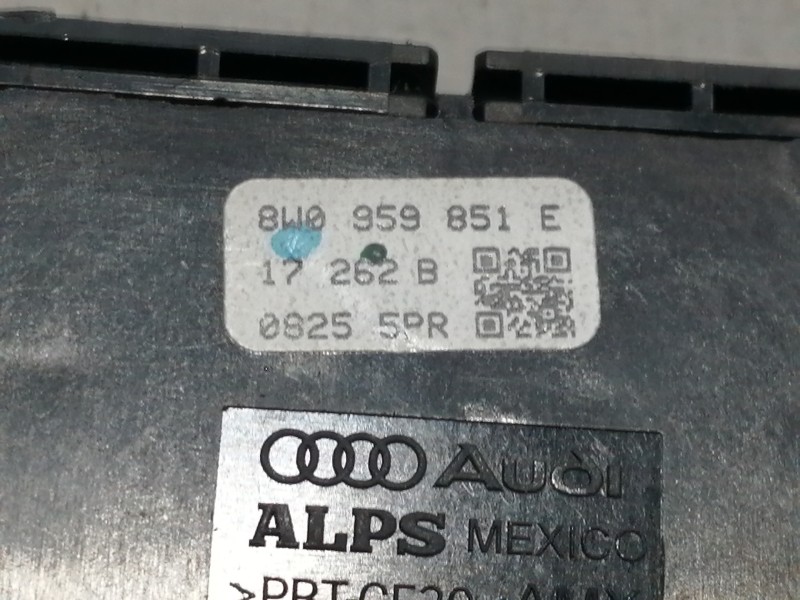 8W0 959 851 E
17 262 B
0825 5PR
Audi
ALPS MEXICO